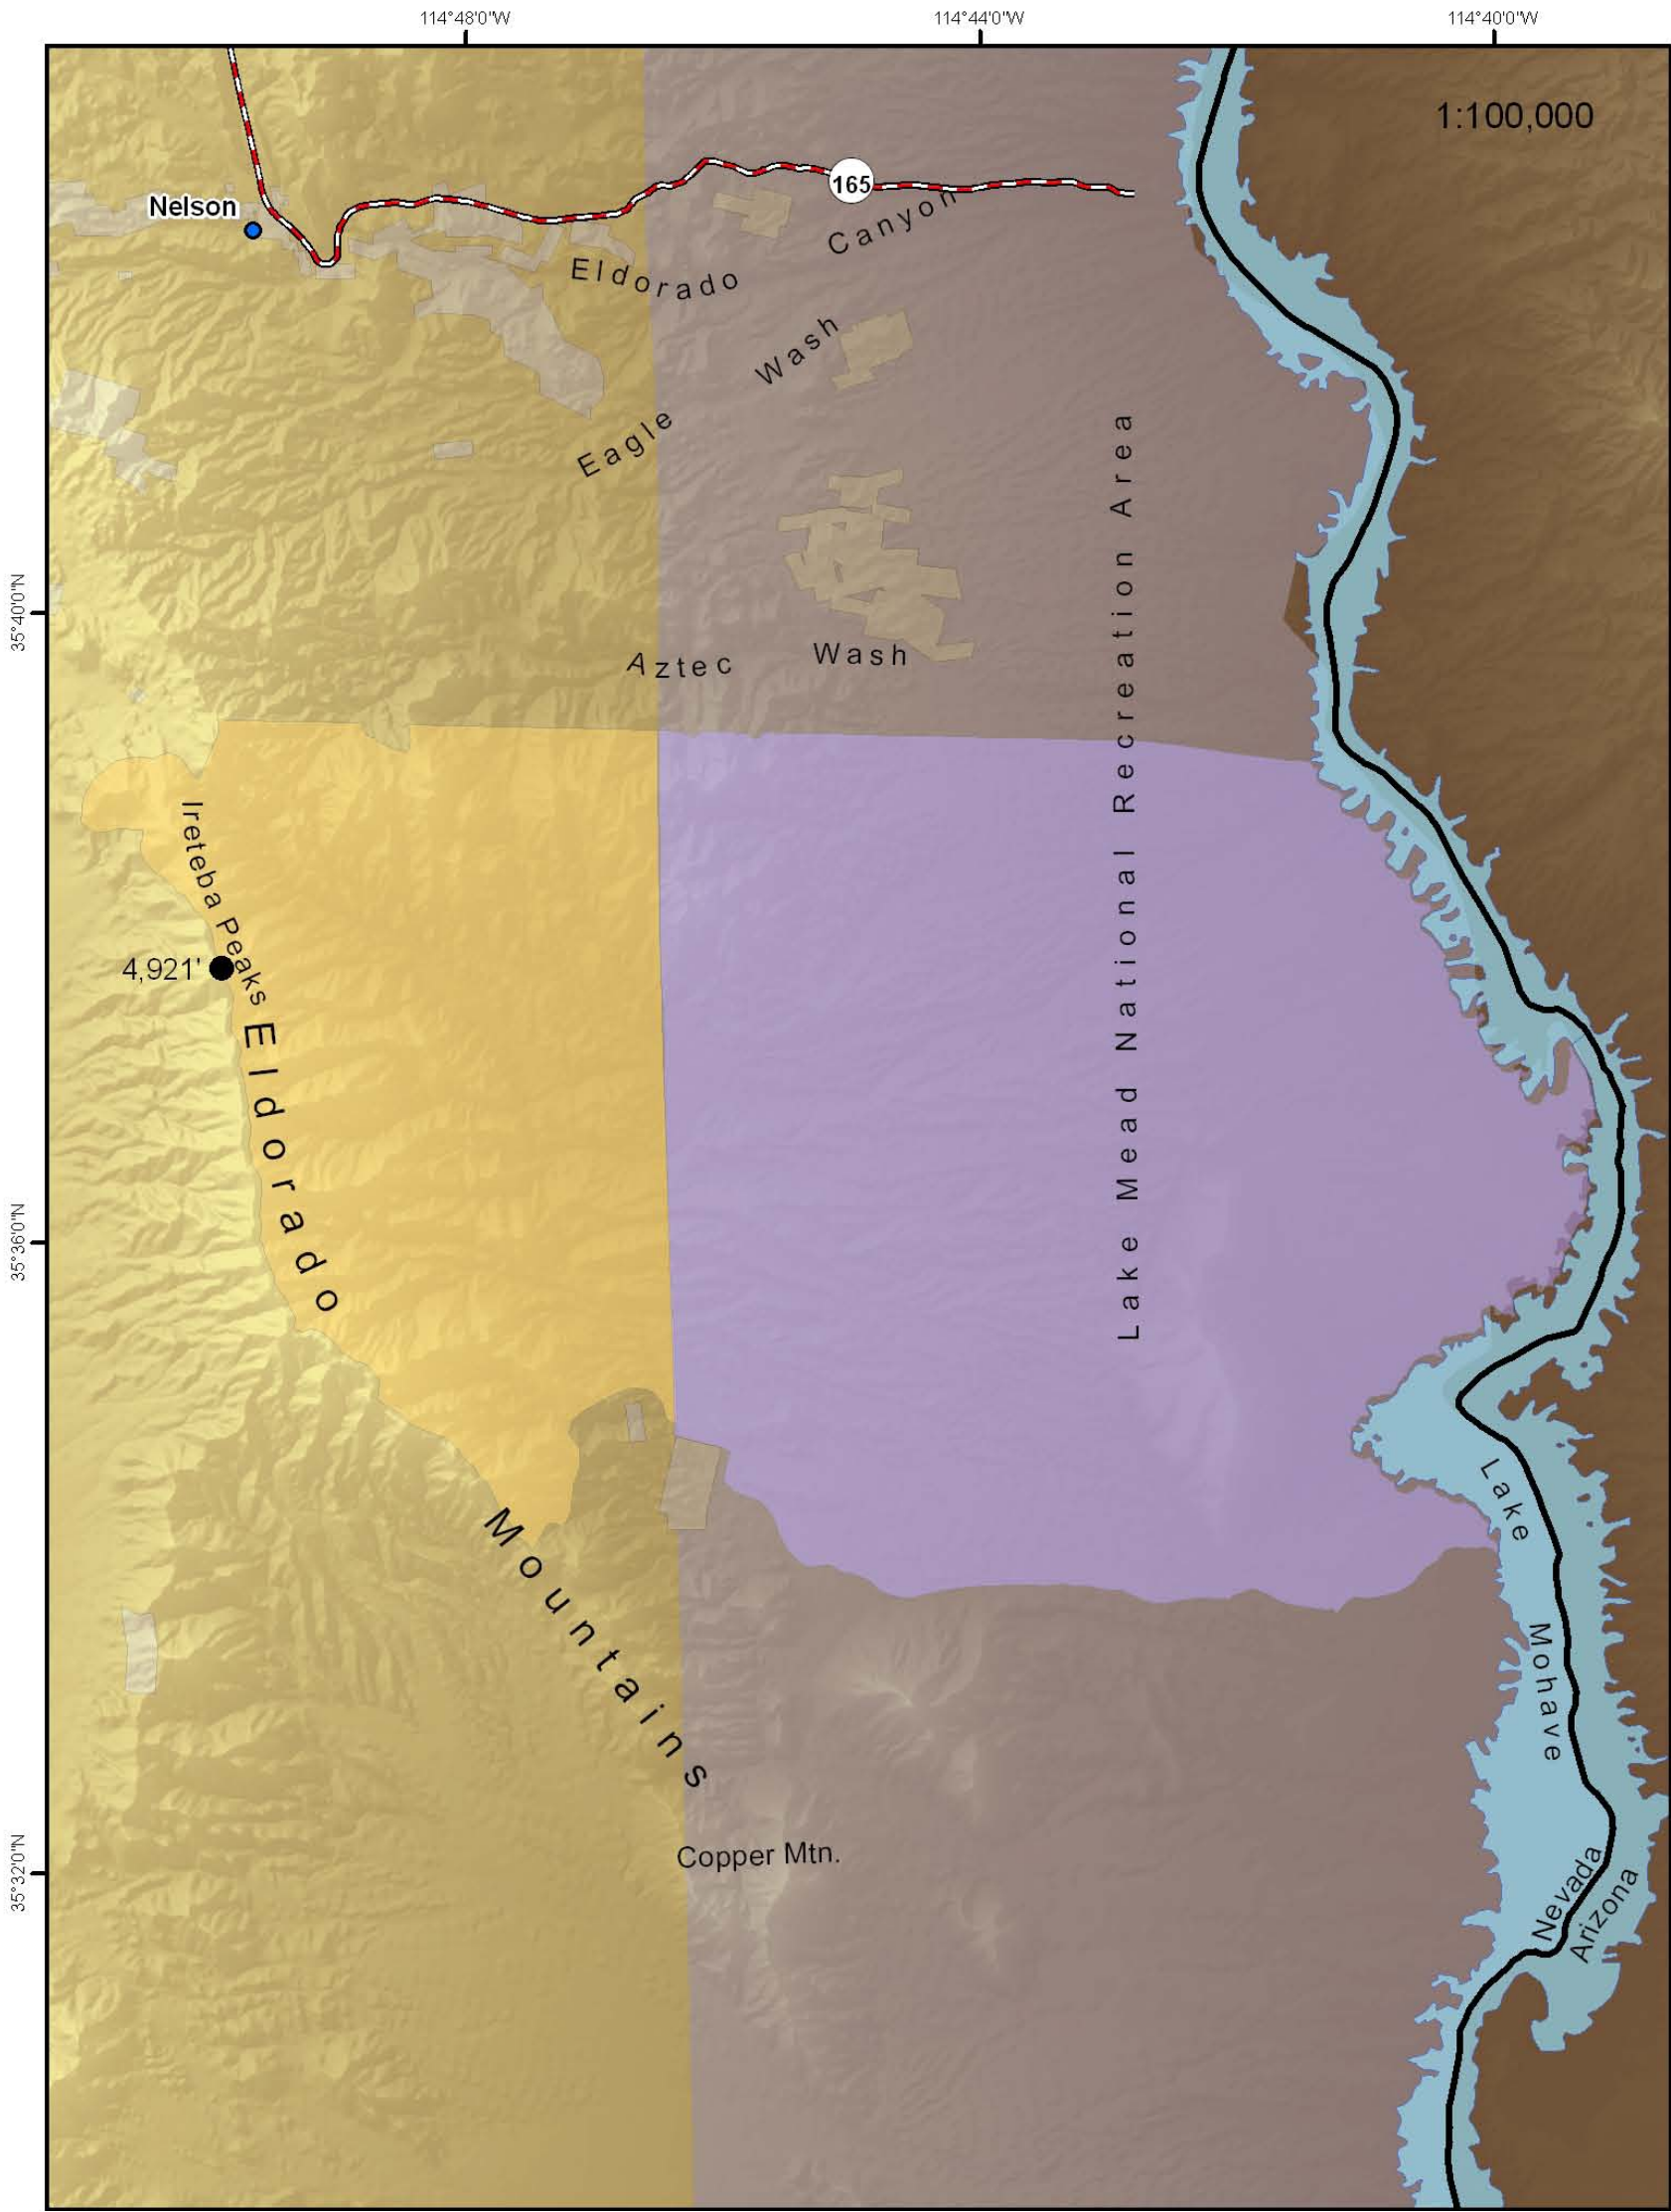 114°48'0"W
114°44'0"W
114°40'0"W
1:100,000
165
Nelson
Eldorado Canyon
Eagle Wash
35°40'0"N
Aztec Wash
Lake Mead National Recreation Area
Ireteba Peaks
4,921'
Eldorado Mountains
35°36'0"N
Lake Mohave
35°32'0"N
Copper Mtn.
Nevada
Arizona